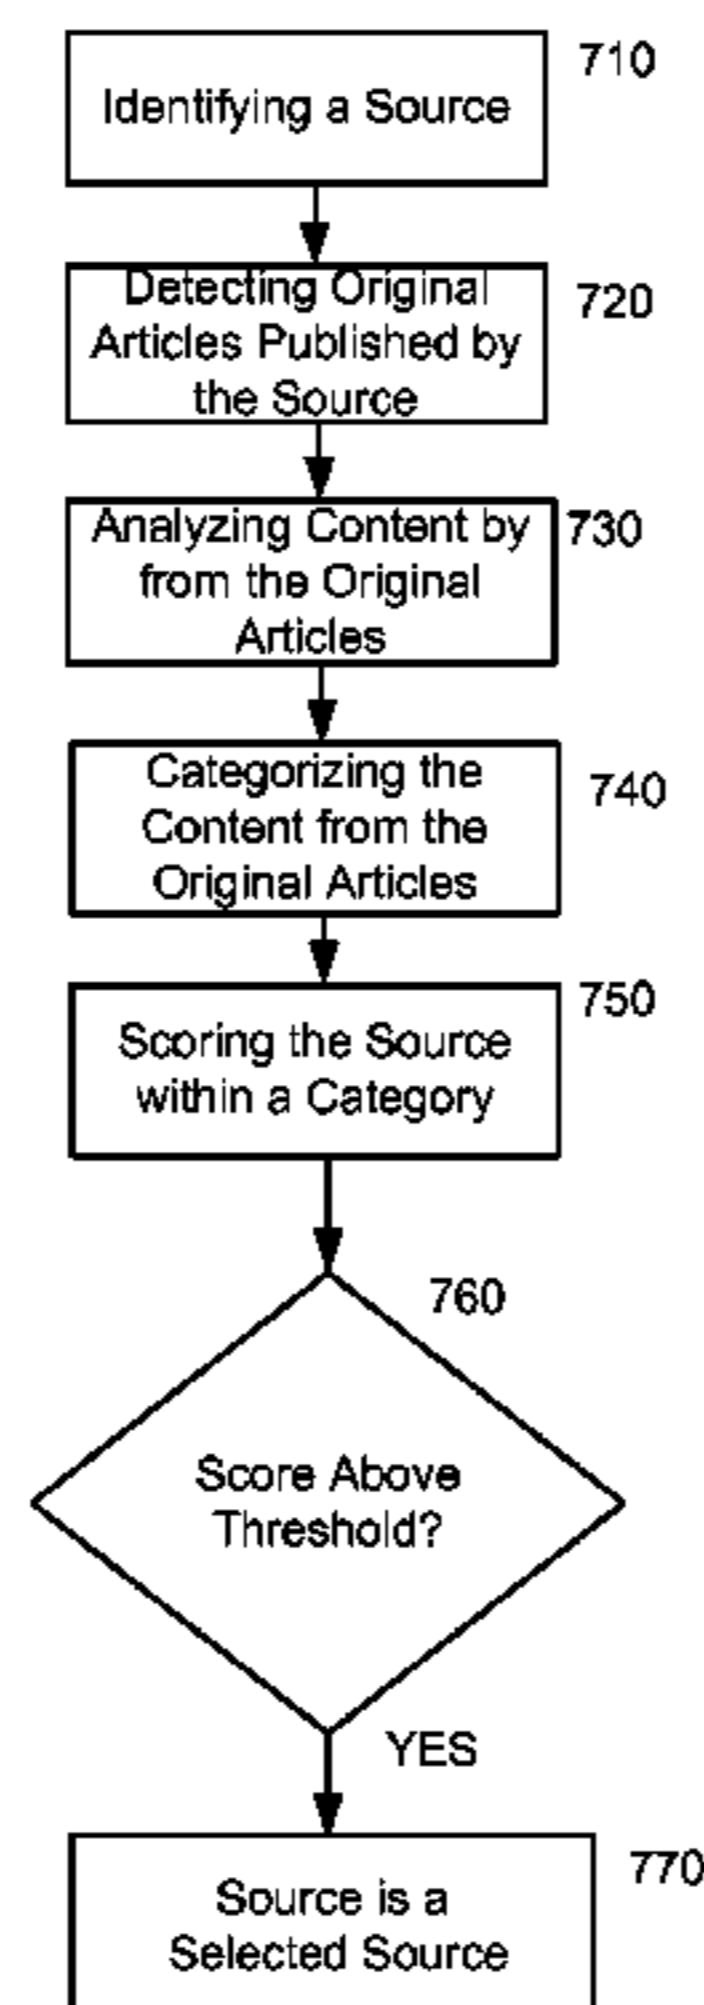 710
Identifying a Source
720
Detecting Original
Articles Published by
the Source
730
Analyzing Content by
from the Original
Articles
740
Categorizing the
Content from the
Original Articles
750
Scoring the Source
within a Category
760
Score Above
Threshold?
YES
770
Source is a
Selected Source